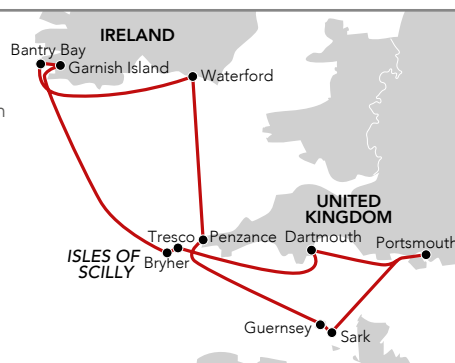 IRELAND
Bantry Bay
Garnish Island
Waterford
UNITED
KINGDOM
Tresco
Penzance
Dartmouth
Portsmouth
ISLES OF
SCILLY
Bryher
Guernsey
Sark